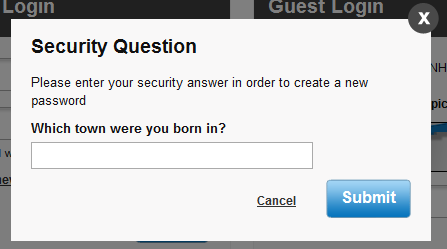 Login
Guest Login
X
Security Question
Please enter your security answer in order to create a new
password
Which town were you born in?
Cancel
Submit